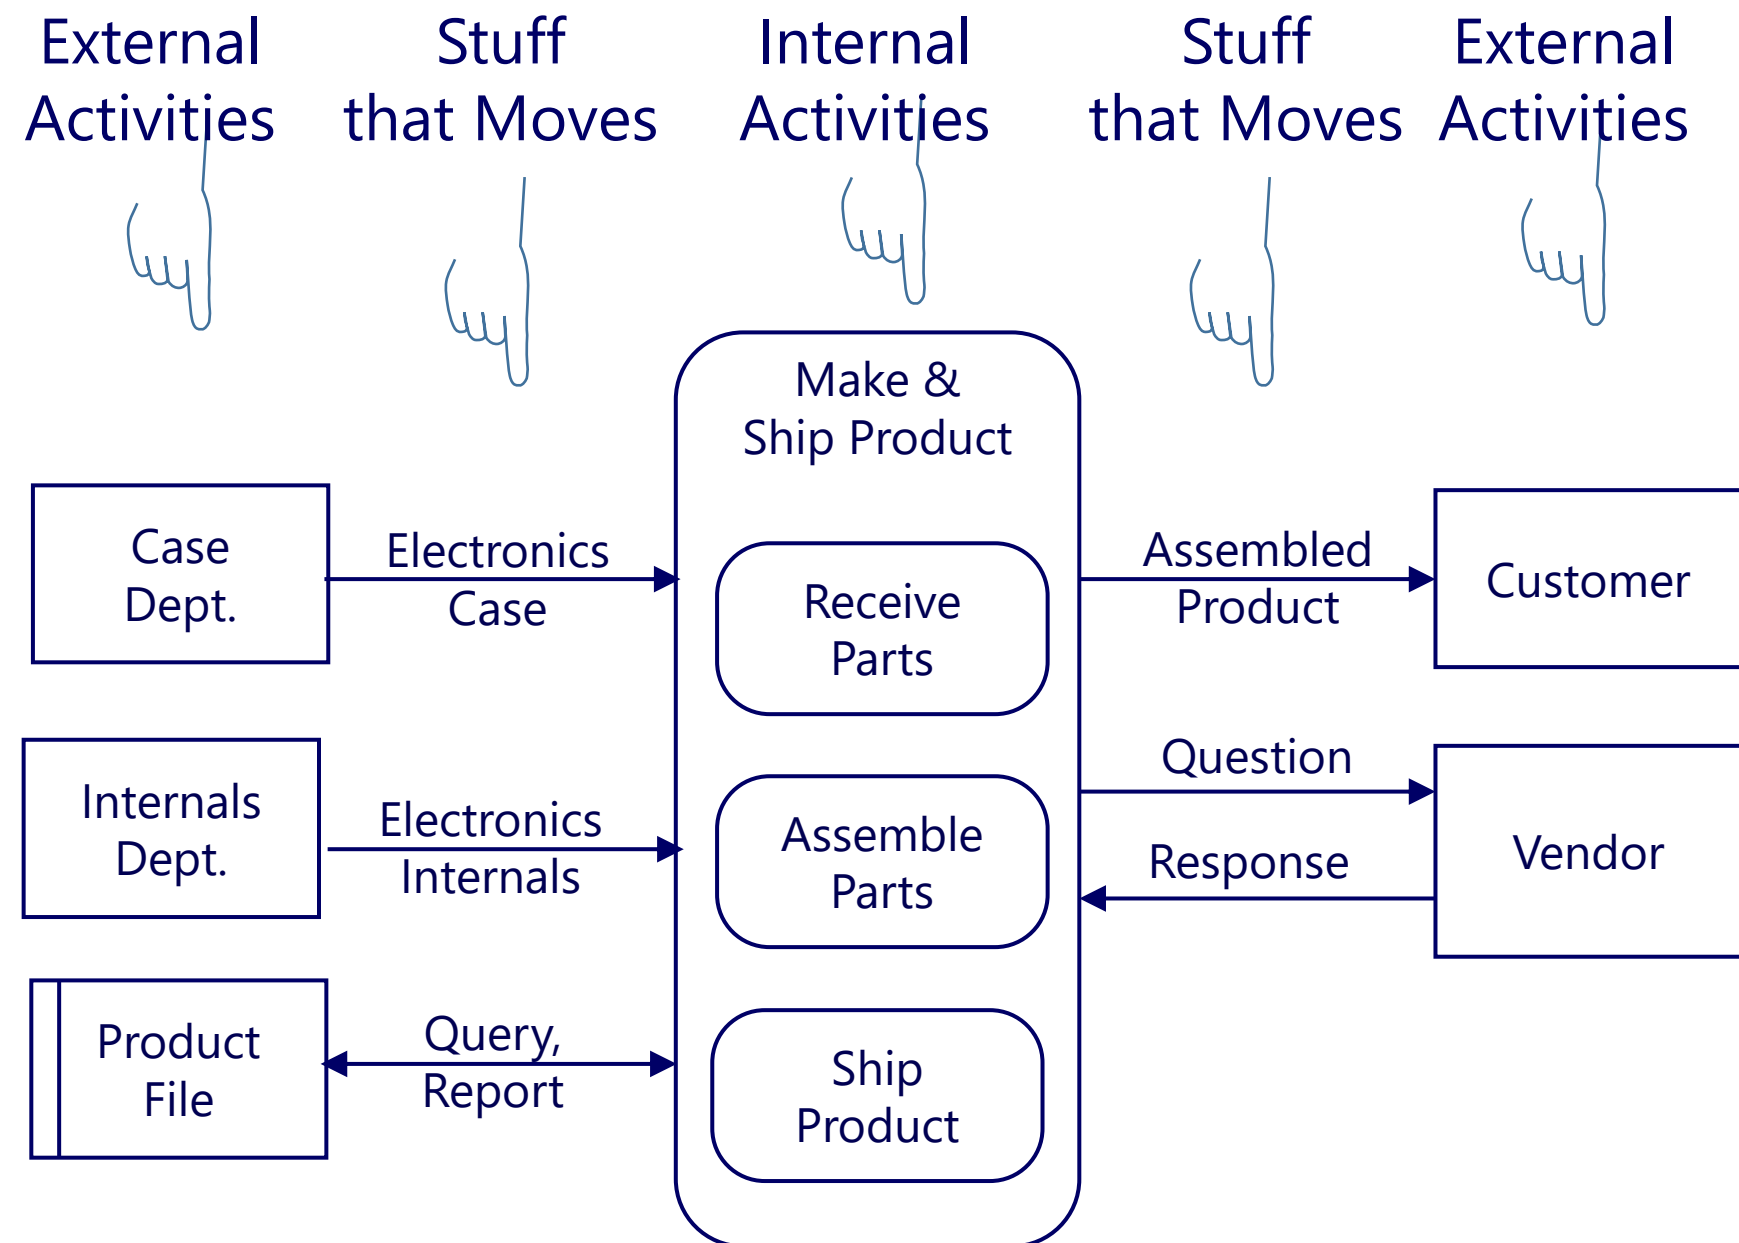 External
Activities
Stuff
that Moves
Internal
Activities
Stuff
that Moves
External
Activities
Make &
Ship Product
Case
Dept.
Electronics
Case
Receive
Parts
Assembled
Product
Customer
Internals
Dept.
Electronics
Internals
Assemble
Parts
Question
Response
Vendor
Product
File
Query,
Report
Ship
Product